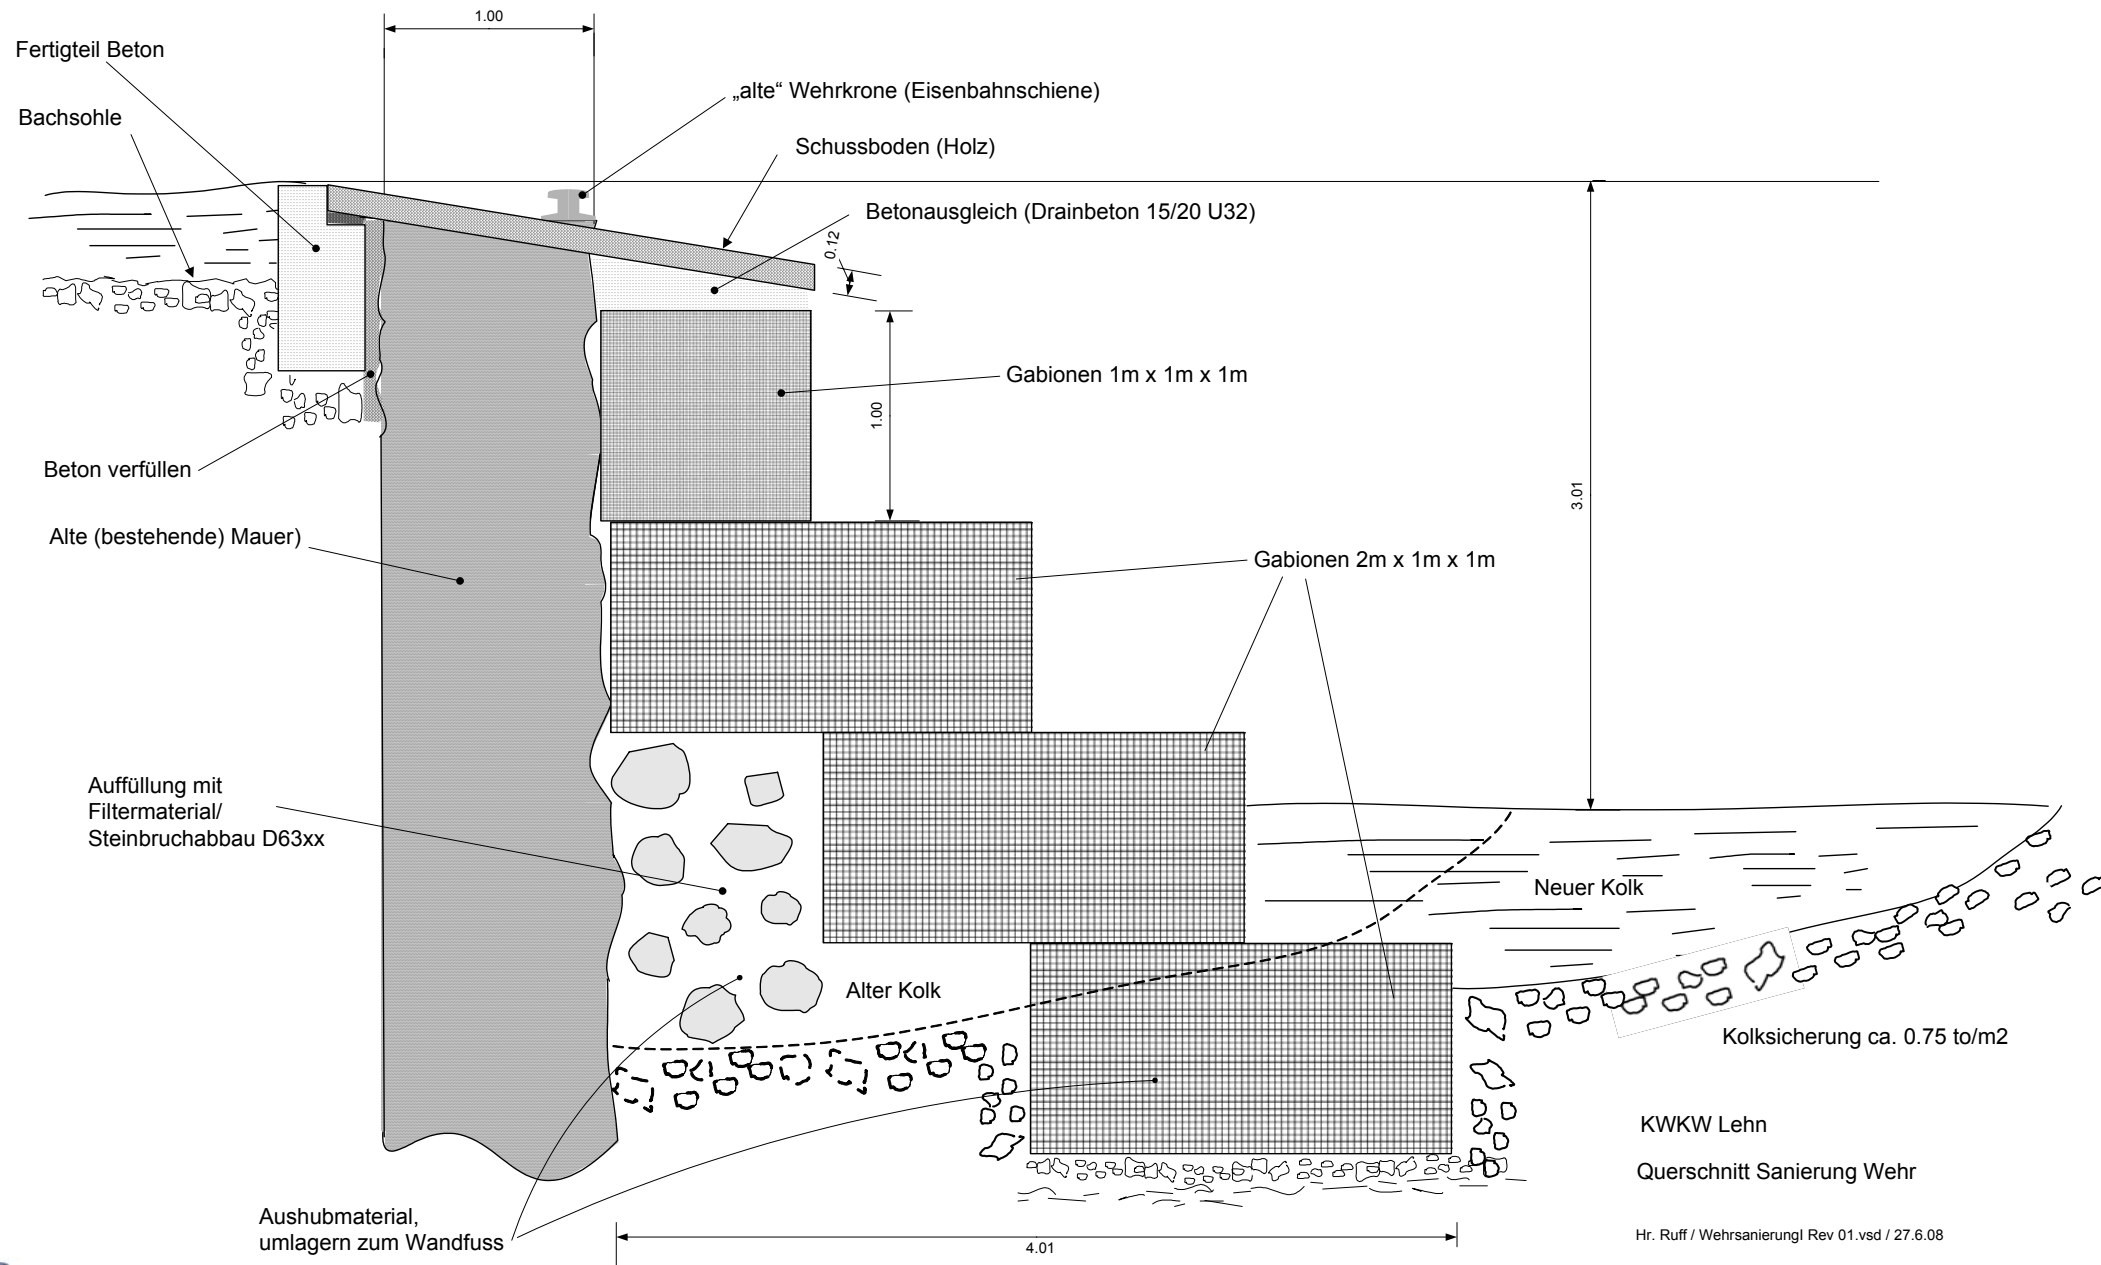 1.00
Fertigteil Beton
„alte“ Wehrkrone (Eisenbahnschiene)
Bachsohle
Schussboden (Holz)
Betonausgleich (Drainbeton 15/20 U32)
0.12
Gabionen 1m x 1m x 1m
1.00
Beton verfüllen
3.01
Alte (bestehende) Mauer)
Gabionen 2m x 1m x 1m
Auffüllung mit
Filtermaterial/
Steinbruchabbau D63xx
Neuer Kolk
Alter Kolk
Kolksicherung ca. 0.75 to/m2
KWKW Lehn
Querschnitt Sanierung Wehr
Aushubmaterial,
umlagern zum Wandfuss
4.01
Hr. Ruff / WehrsanierungI Rev 01.vsd / 27.6.08